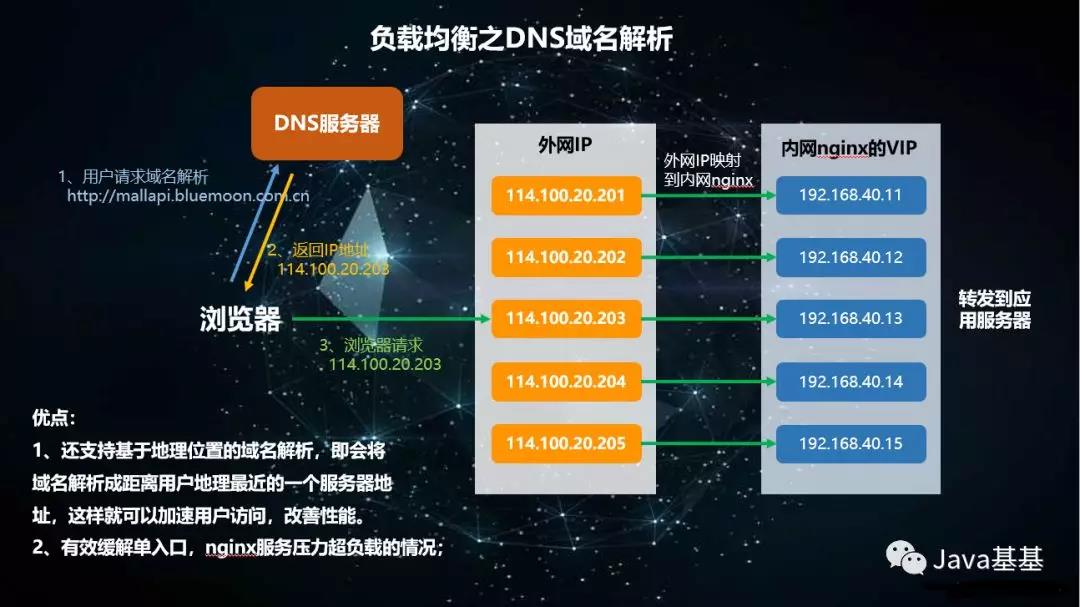 负载均衡之DNS域名解析
DNS服务器
1、用户请求域名解析
http://mallapi.bluemoon.com.cn
2、返回IP地址
114.100.20.203
浏览器
3、浏览器请求
114.100.20.203
外网IP
114.100.20.201
114.100.20.202
114.100.20.203
114.100.20.204
114.100.20.205
外网IP映射
到内网nginx
内网nginx的VIP
192.168.40.11
192.168.40.12
192.168.40.13
192.168.40.14
192.168.40.15
转发到应
用服务器
优点：
1、还支持基于地理位置的域名解析，即会将
域名解析成距离用户地理最近的一个服务器地
址，这样就可以加速用户访问，改善性能。
2、有效缓解单入口，nginx服务压力超负载的情况；
Java基基